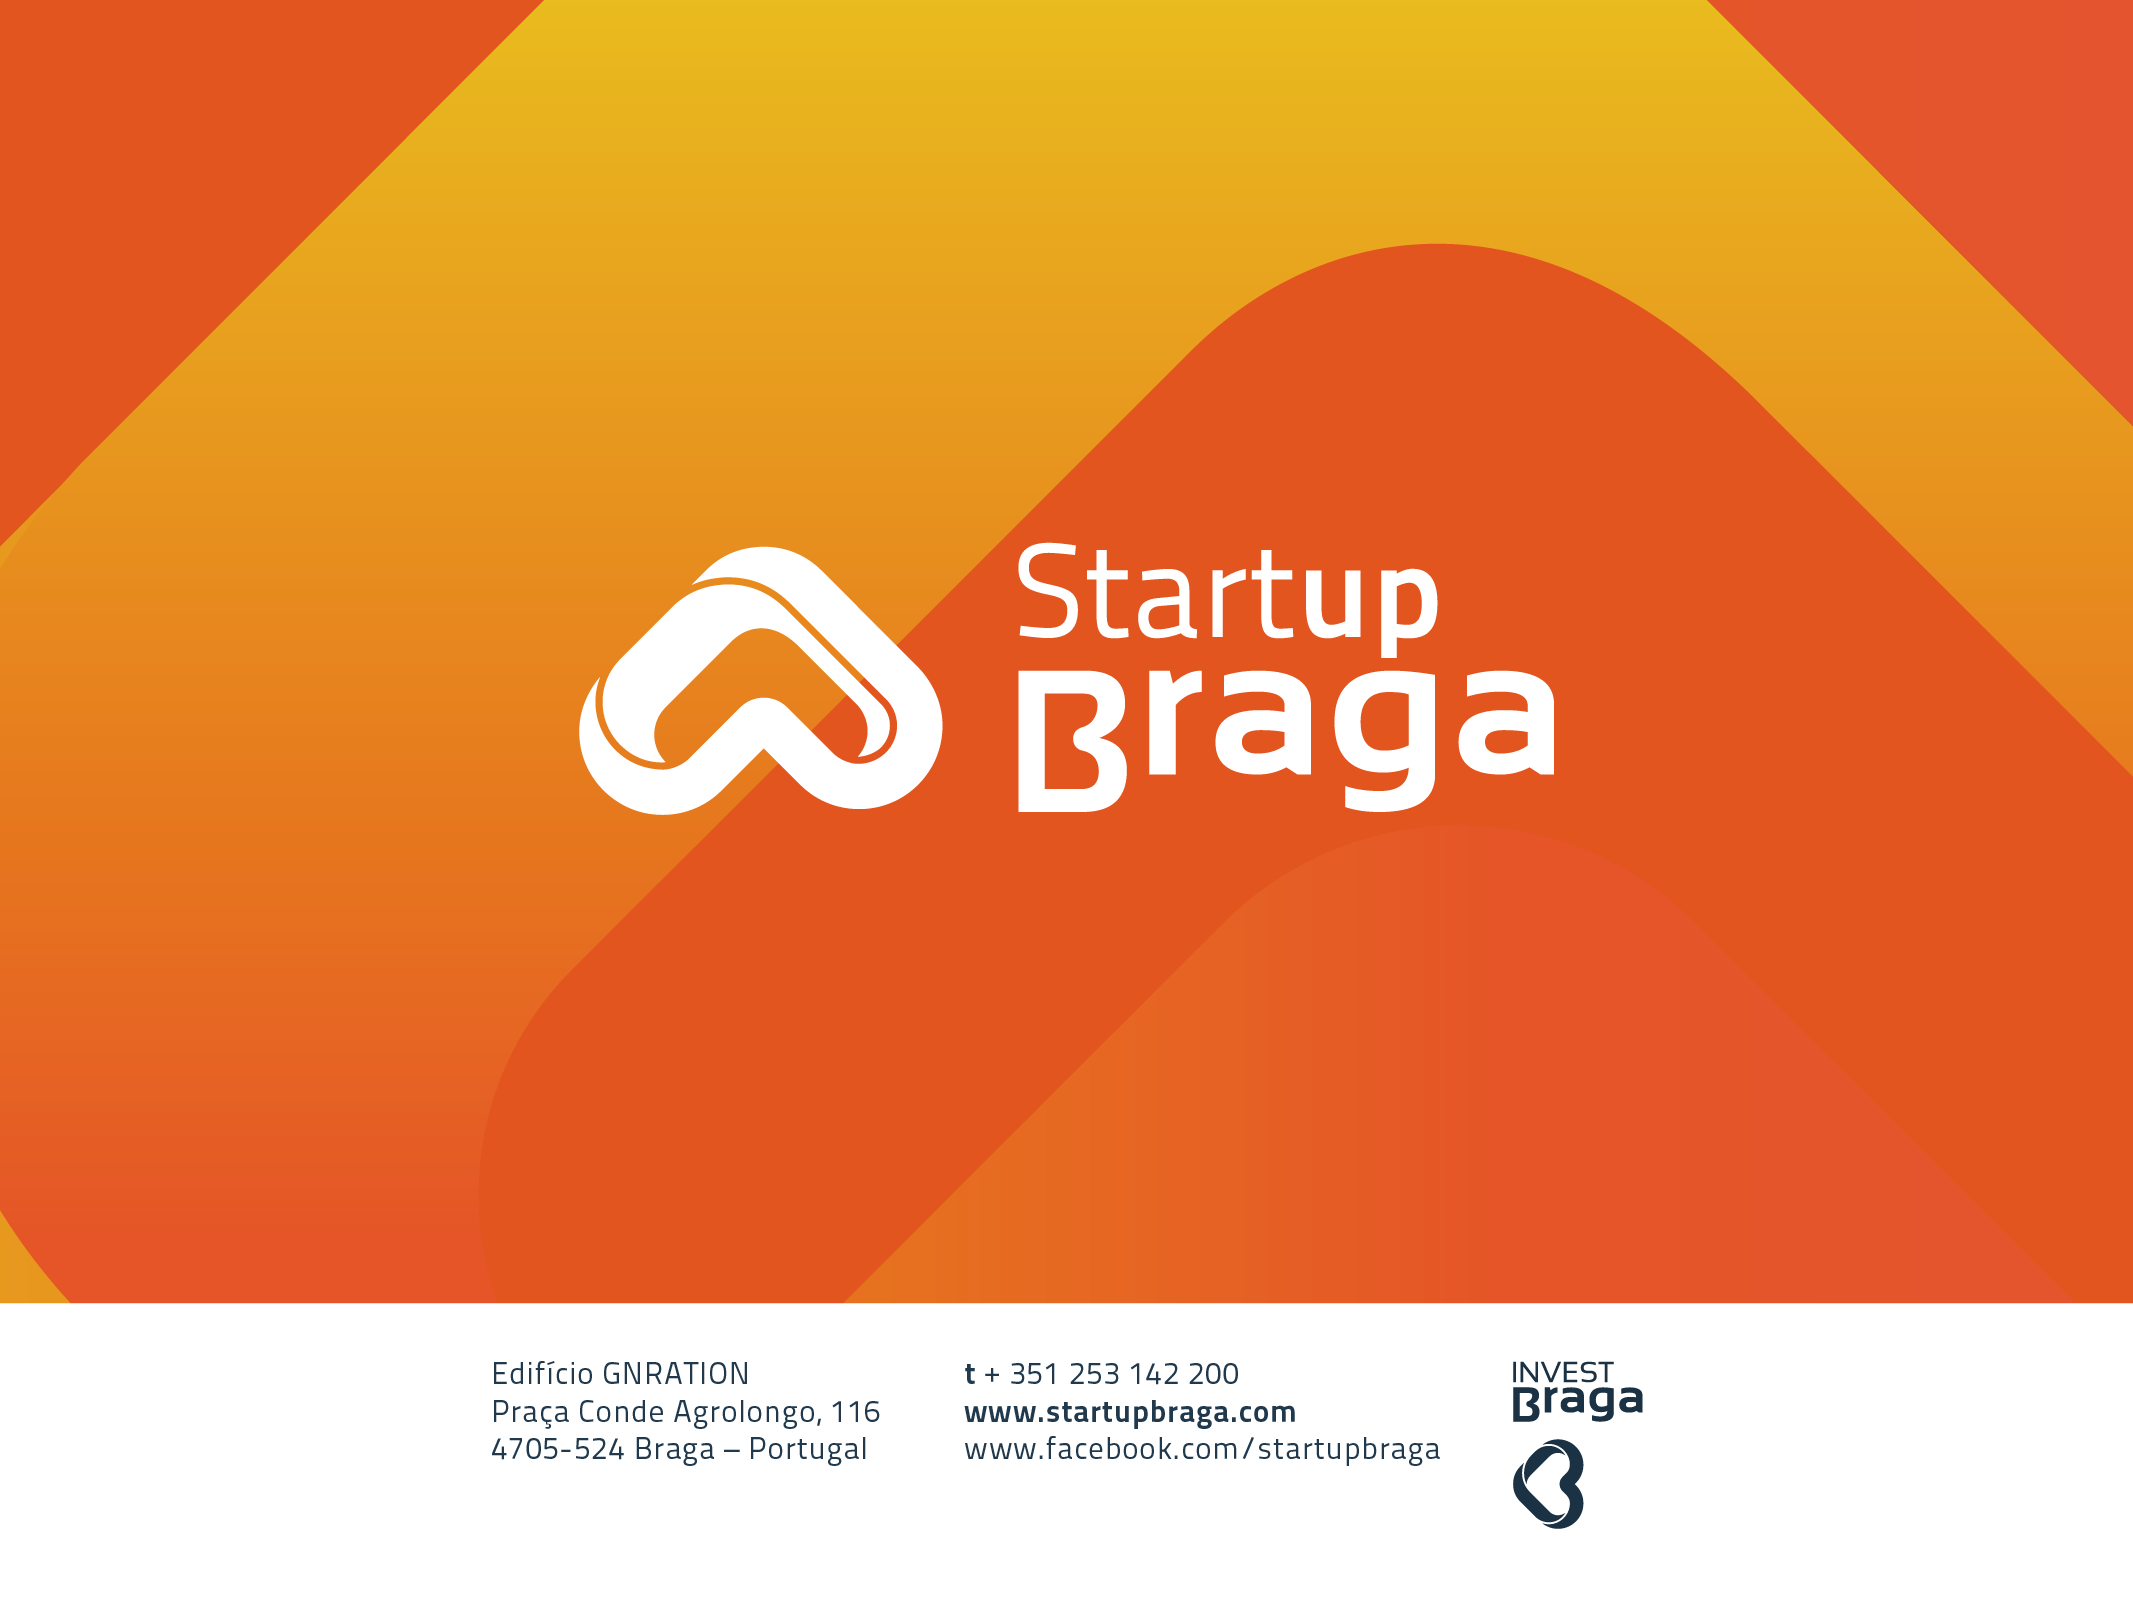 Startup
Braga
Edifício GNRATION
Praça Conde Agrolongo, 116
4705-524 Braga – Portugal
t + 351 253 142 200
www.startupbraga.com
www.facebook.com/startupbraga
INVEST
Braga